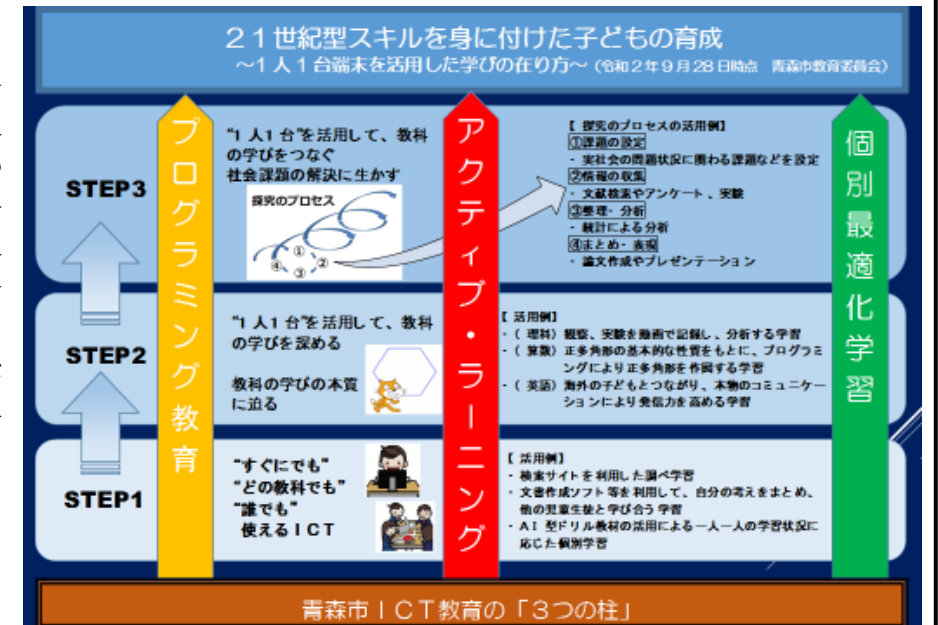 21世紀型スキルを身に付けた子どもの育成
～1人1台端末を活用した学びの在り方～（令和2年9月28日時点　青森市教育委員会）
プログラミング教育
アクティブ・ラーニング
個別最適化学習
STEP3
"1人1台"を活用して、教科
の学びをつなぐ
社会課題の解決に生かす
探究のプロセス
①
②
③
④
【探究のプロセスの活用例】
①課題の設定
・実社会の問題状況に関わる課題などを設定
②情報の収集
・文献検索やアンケート、実験
③整理・分析
・統計による分析
④まとめ・表現
・論文作成やプレゼンテーション
STEP2
"1人1台"を活用して、教科
の学びを深める
教科の学びの本質
に迫る
【活用例】
・（理科）観察、実験を動画で記録し、分析する学習
・（算数）正多角形の基本的な性質をもとに、プログラミ
ングにより正多角形を作図する学習
・（英語）海外の子どもとつながり、本物のコミュニケー
ションにより発信力を高める学習
STEP1
"すぐにでも"
"どの教科でも"
"誰でも"
使えるICT
【活用例】
・検索サイトを利用した調べ学習
・文書作成ソフト等を利用して、自分の考えをまとめ、
他の児童生徒と学び合う学習
・AI型ドリル教材の活用による一人一人の学習状況に
応じた個別学習
青森市ICT教育の「3つの柱」